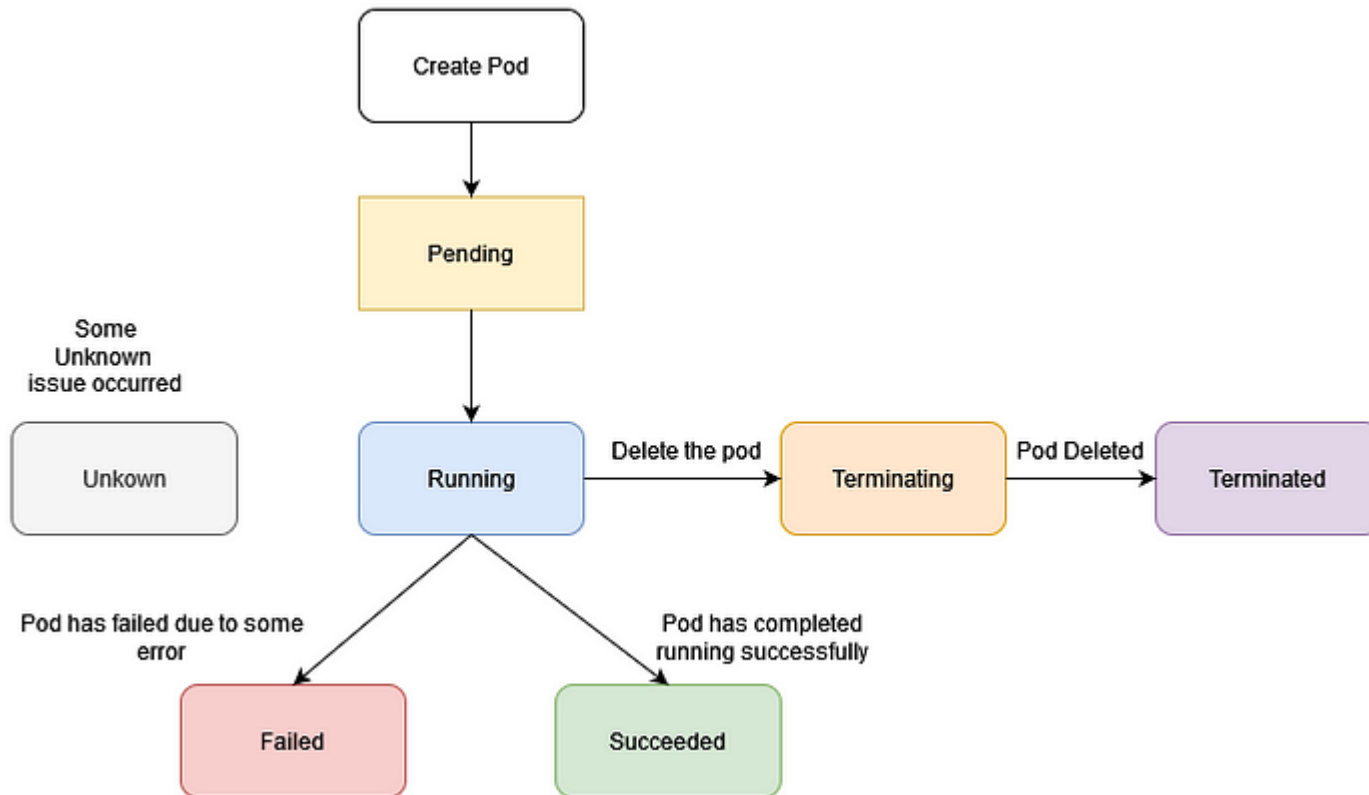 Create Pod
Pending
Some
Unknown
issue occurred
Unkown
Running
Delete the pod
Terminating
Pod Deleted
Terminated
Pod has failed due to some
error
Pod has completed
running successfully
Failed
Succeeded